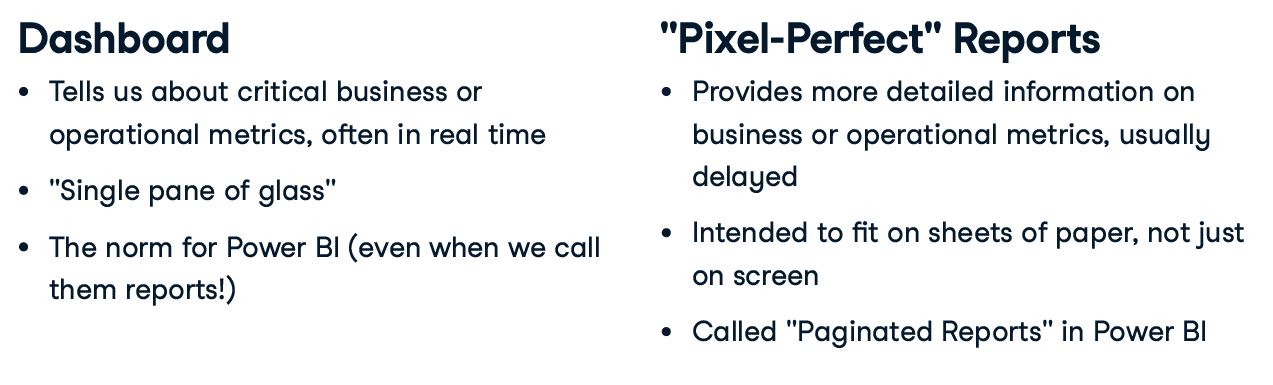 Dashboard
• Tells us about critical business or
operational metrics, often in real time
• "Single pane of glass"
• The norm for Power BI (even when we call
them reports!)
"Pixel-Perfect" Reports
• Provides more detailed information on
business or operational metrics, usually
delayed
• Intended to fit on sheets of paper, not just
on screen
• Called "Paginated Reports" in Power BI